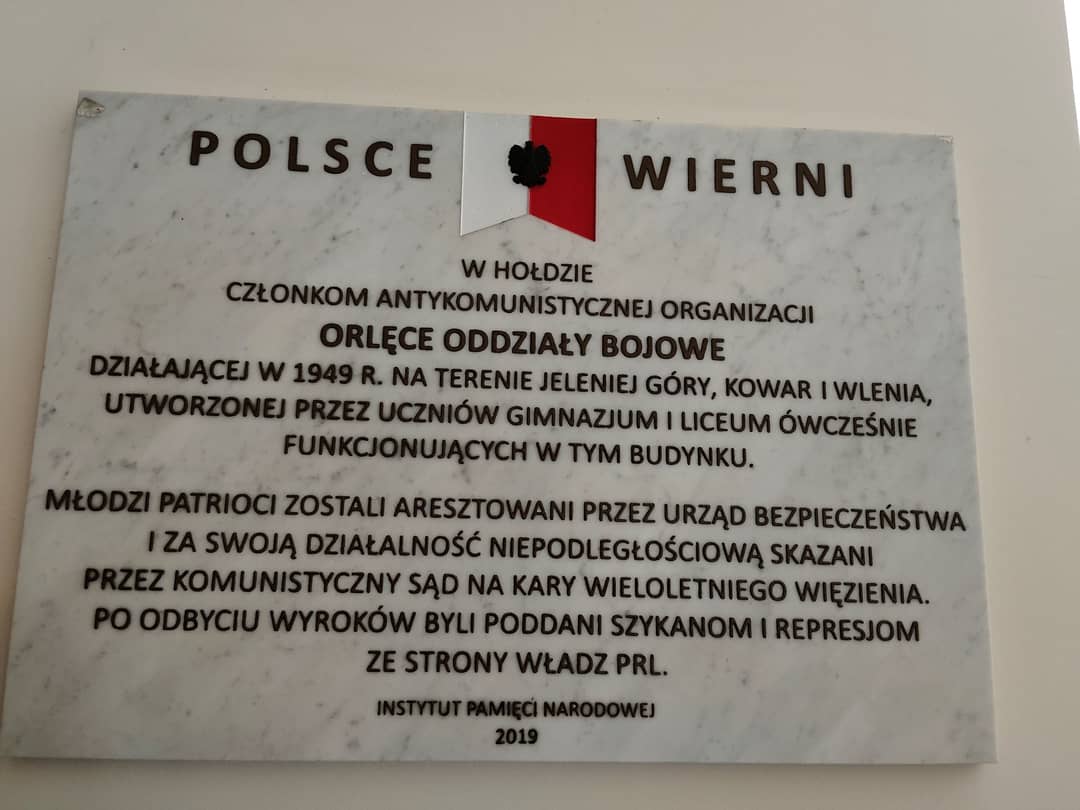 POLSCE WIERNI
W HOŁDZIE
CZŁONKOM ANTYKOMUNISTYCZNEJ ORGANIZACJI
ORLĘCE ODDZIAŁY BOJOWE
DZIAŁAJĄCEJ W 1949 R. NA TERENIE JELENIEJ GÓRY, KOWAR I WLENIA,
UTWORZONEJ PRZEZ UCZNIÓW GIMNAZJUM I LICEUM ÓWCZEŚNIE
FUNKCJONUJĄCYCH W TYM BUDYNKU.
MŁODZI PATRIOCI ZOSTALI ARESZTOWANI PRZEZ URZĄD BEZPIECZEŃSTWA
I ZA SWOJĄ DZIAŁALNOŚĆ NIEPODLEGŁOŚCIOWĄ SKAZANI
PRZEZ KOMUNISTYCZNY SĄD NA KARY WIELOLETNIEGO WIĘZIENIA.
PO ODBYCIU WYROKÓW BYLI PODDANI SZYKANOM I REPRESJOM
ZE STRONY WŁADZ PRL.
INSTYTUT PAMIĘCI NARODOWEJ
2019